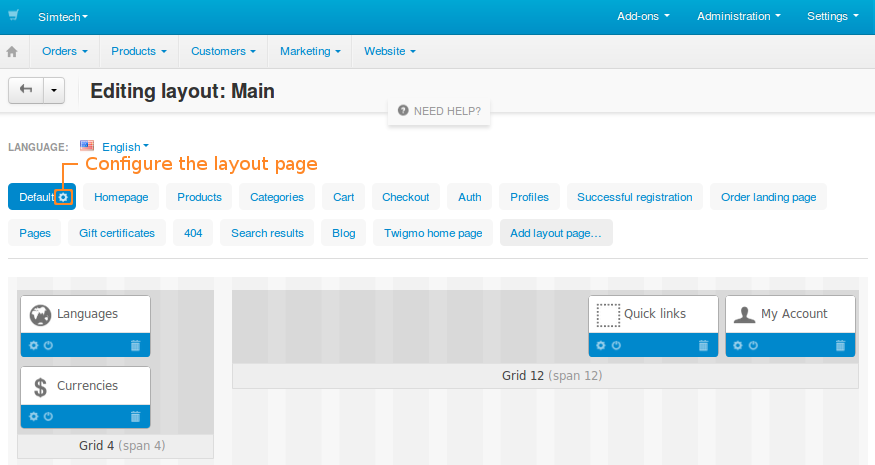 Simtech Add-ons Administration Settings
Orders Products Customers Marketing Website
Editing layout: Main
NEED HELP?
LANGUAGE: English
Configure the layout page
Default Homepage Products Categories Cart Checkout Auth Profiles Successful registration Order landing page
Pages Gift certificates 404 Search results Blog Twigmo home page Add layout page...
Languages Quick links My Account
Currencies
Grid 12 (span 12)
Grid 4 (span 4)